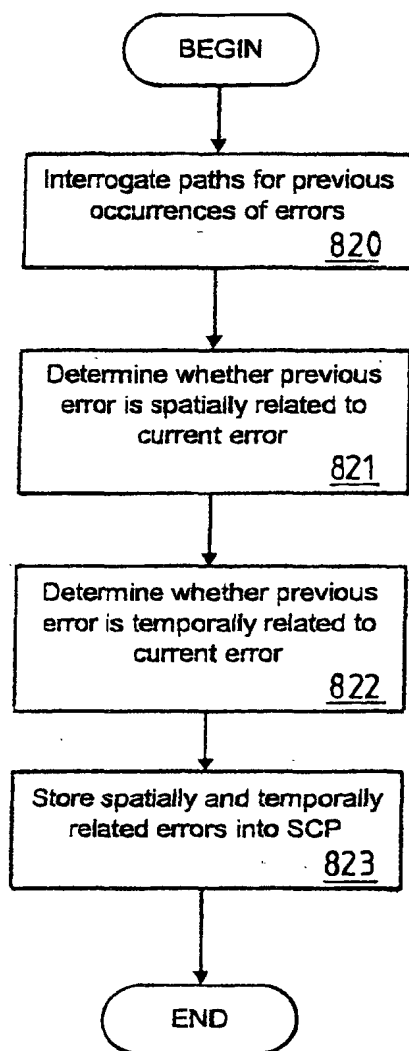 BEGIN
Interrogate paths for previous
occurrences of errors
820
Determine whether previous
error is spatially related to
current error
821
Determine whether previous
error is temporally related to
current error
822
Store spatially and temporally
related errors into SCP
823
END